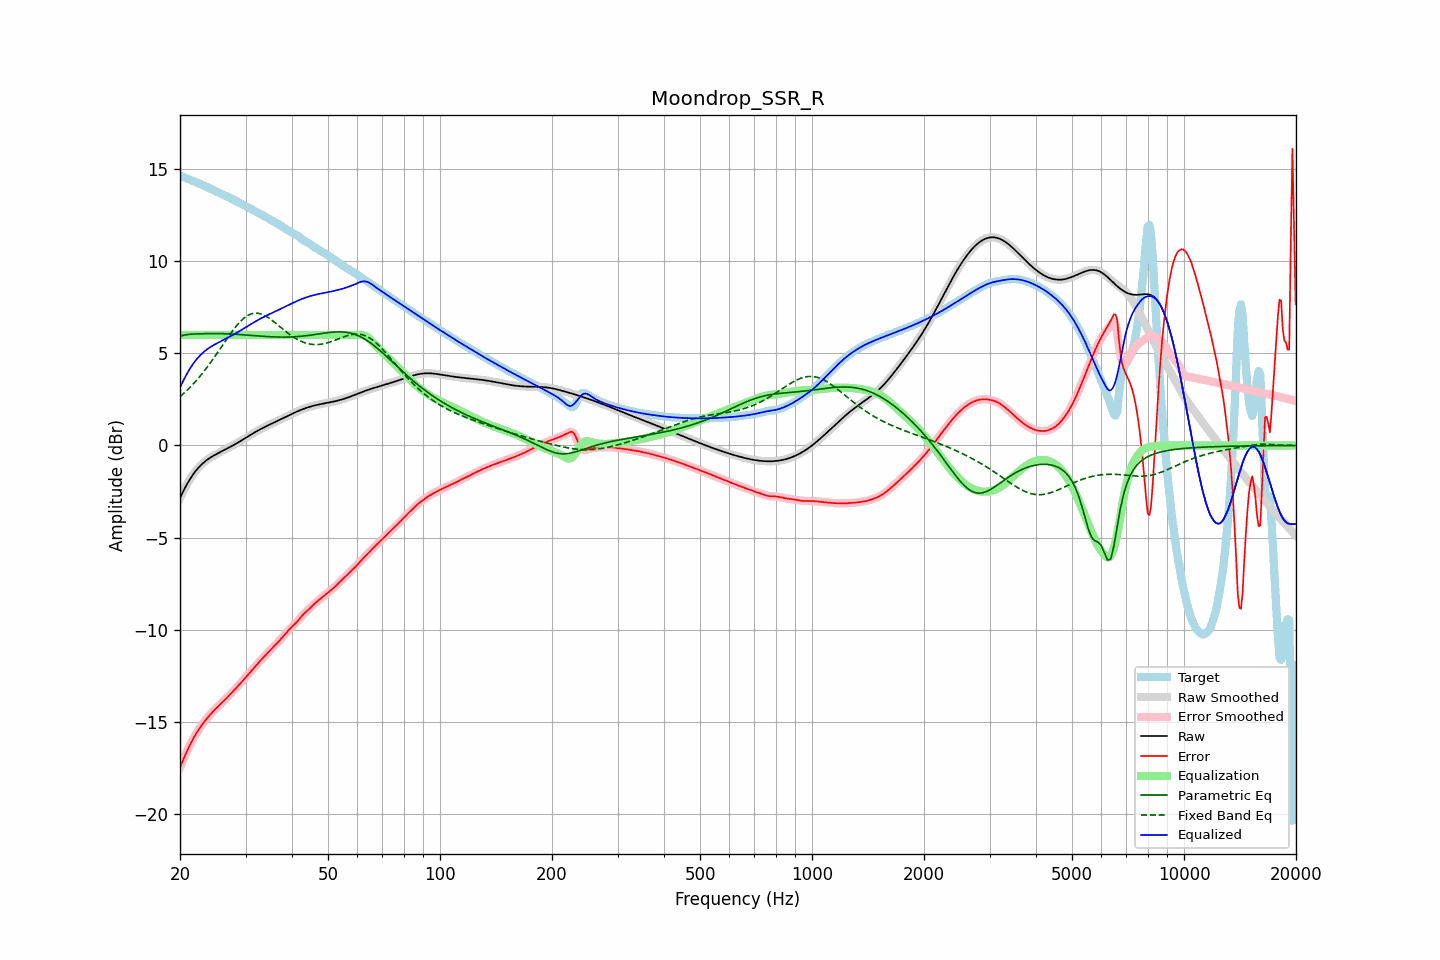 Moondrop_SSR_R
Amplitude (dBr)
15
10
5
0
−5
−10
−15
−20
20
50
100
200
500
1000
2000
5000
10000
20000
Frequency (Hz)
Target
Raw Smoothed
Error Smoothed
Raw
Error
Equalization
Parametric Eq
Fixed Band Eq
Equalized